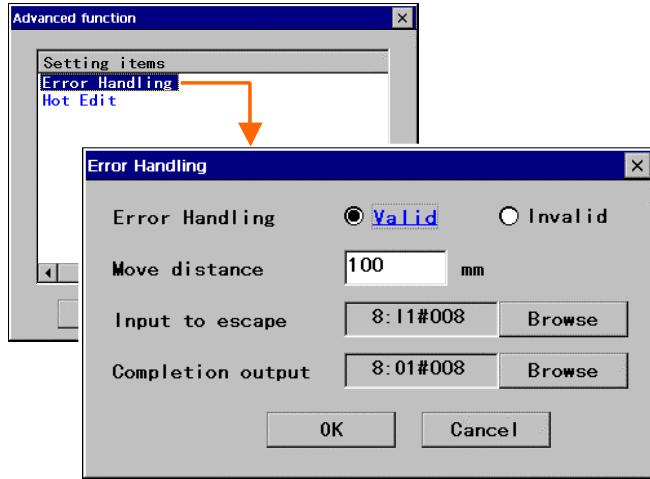 Advanced function
Setting items
Error Handling
Hot Edit
Error Handling
Error Handling Valid Invalid
Move distance 100 mm
Input to escape 8:I1#008 Browse
Completion output 8:O1#008 Browse
OK Cancel